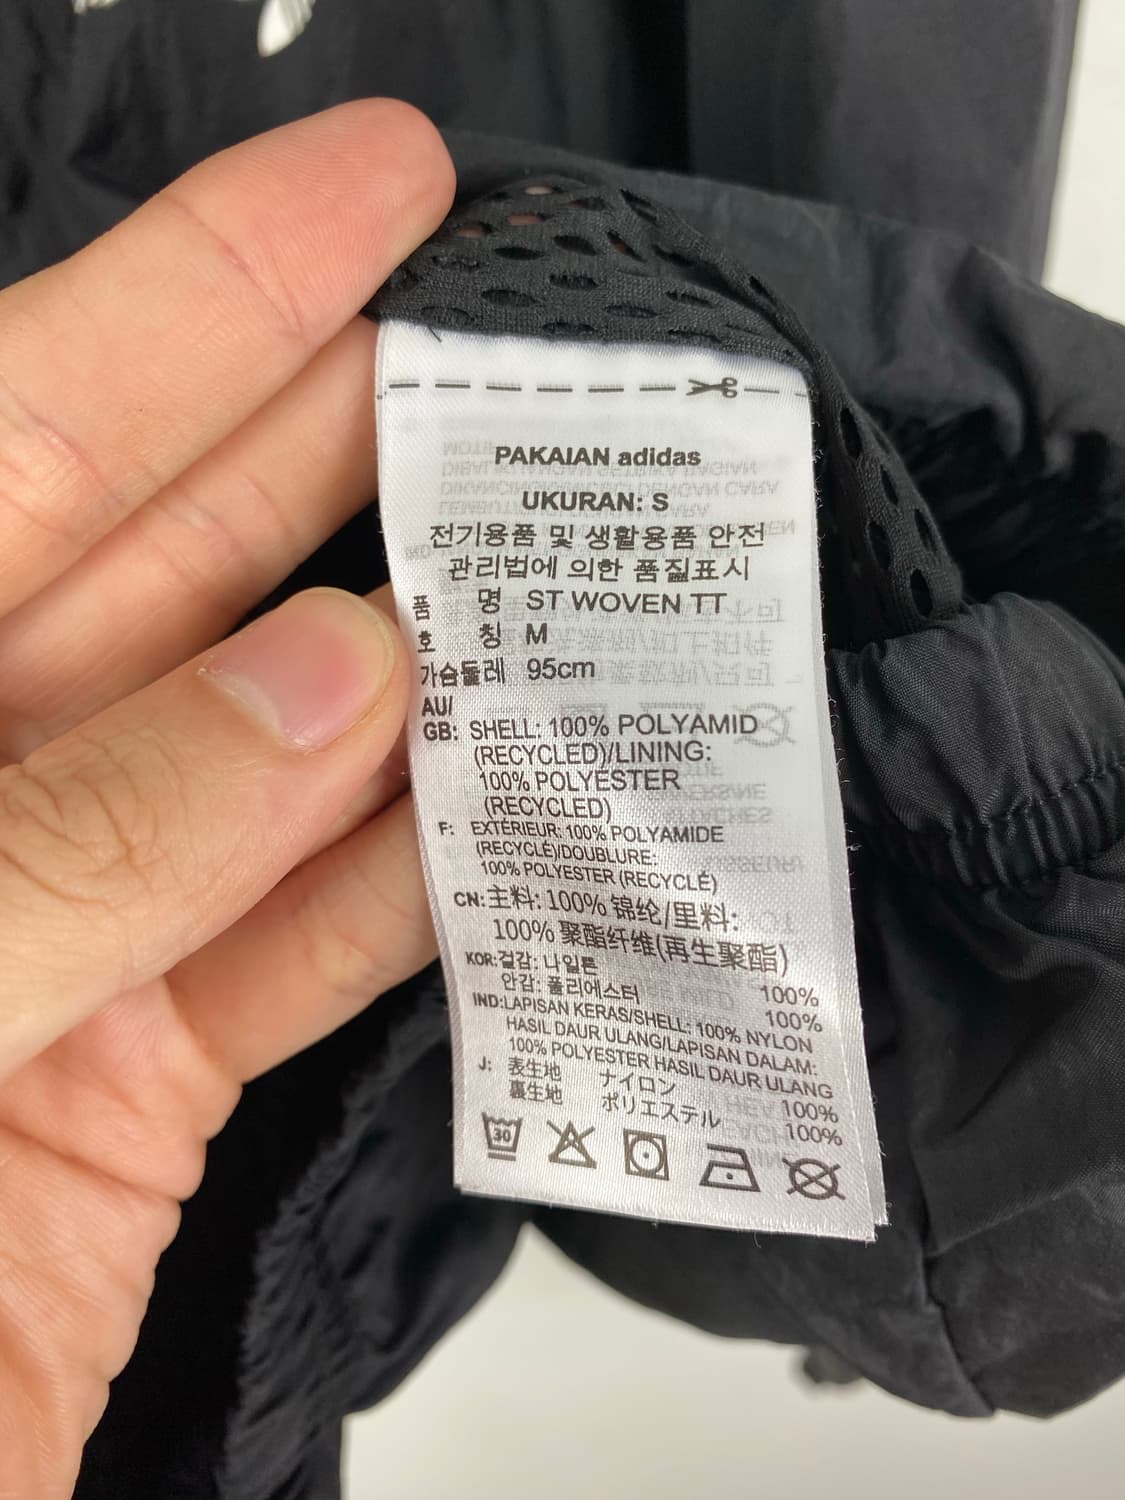 PAKAIAN adidas
UKURAN: S
전기용품 및 생활용품 안전
관리법에 의한 품질표시
품 명 ST WOVEN TT
호 칭 M
가슴둘레 95cm
AU/
GB: SHELL: 100% POLYAMID
(RECYCLED)/LINING:
100% POLYESTER
(RECYCLED)
F: EXTÉRIEUR: 100% POLYAMIDE
(RECYCLÉ)/DOUBLURE:
100% POLYESTER (RECYCLÉ)
CN: 主料: 100% 锦纶/里料:
100% 聚酯纤维(再生聚酯)
KOR: 겉감: 나일론 100%
안감: 폴리에스터 100%
IND: LAPISAN KERAS/SHELL: 100% NYLON
HASIL DAUR ULANG/LAPISAN DALAM:
100% POLYESTER HASIL DAUR ULANG
J: 表生地 ナイロン 100%
裏生地 ポリエステル 100%
30